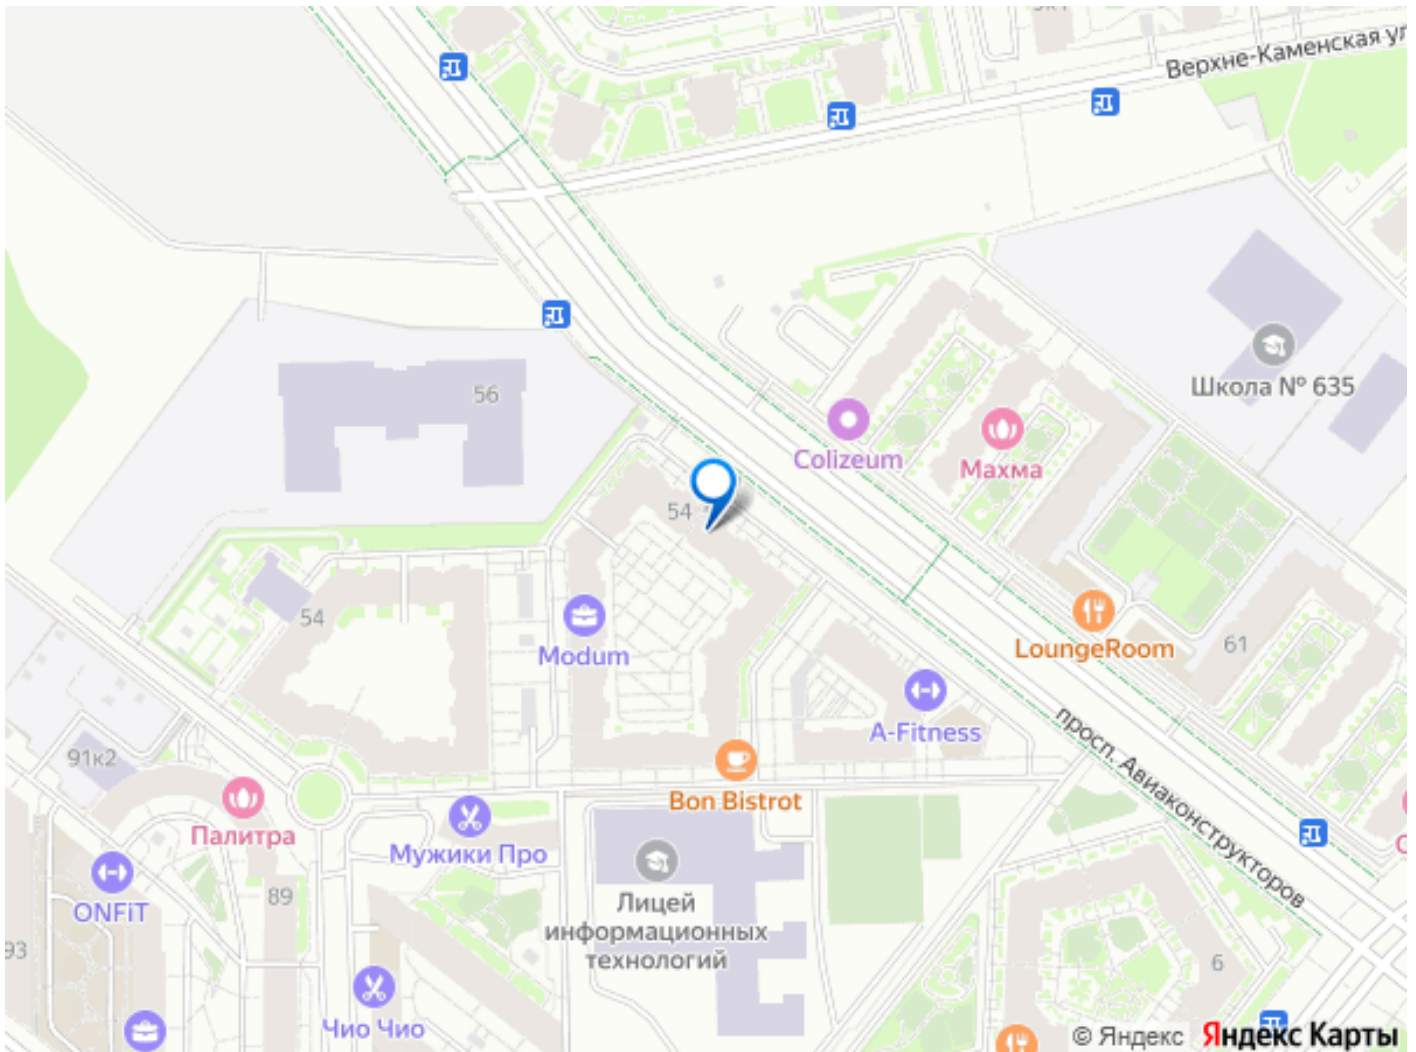 Верхне-Каменская ул
56
Школа № 635
Colizeum
Махма
54
54
Modum
LoungeRoom
61
A-Fitness
просп. Авиаконструкторов
91к2
Bon Bistrot
Палитра
Мужики Про
ONFiT
89
Лицей
информационных
технологий
93
6
Чио Чио
© Яндекс Яндекс Карты